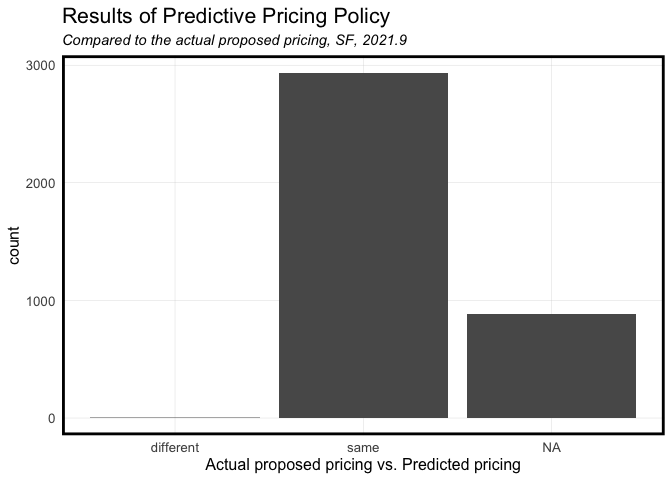 Results of Predictive Pricing Policy
Compared to the actual proposed pricing, SF, 2021.9
3000
2000
1000
0
count
different same NA
Actual proposed pricing vs. Predicted pricing